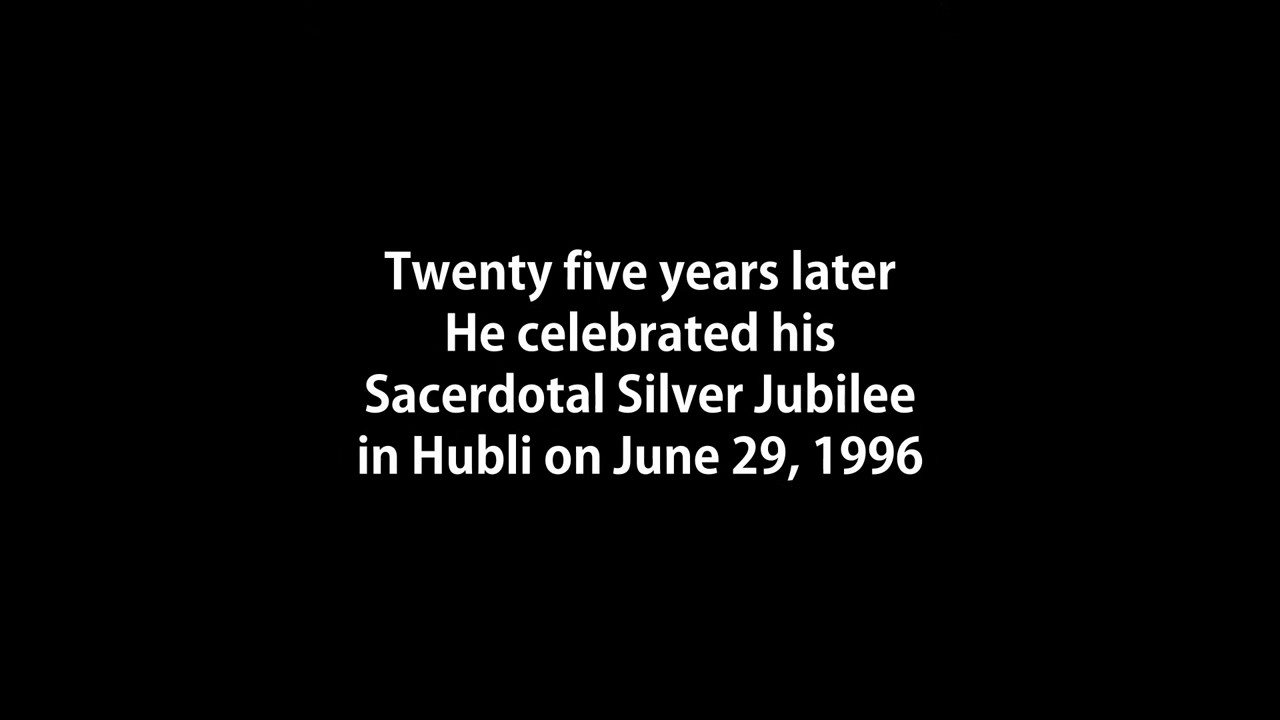 Twenty five years later
He celebrated his
Sacerdotal Silver Jubilee
in Hubli on June 29, 1996